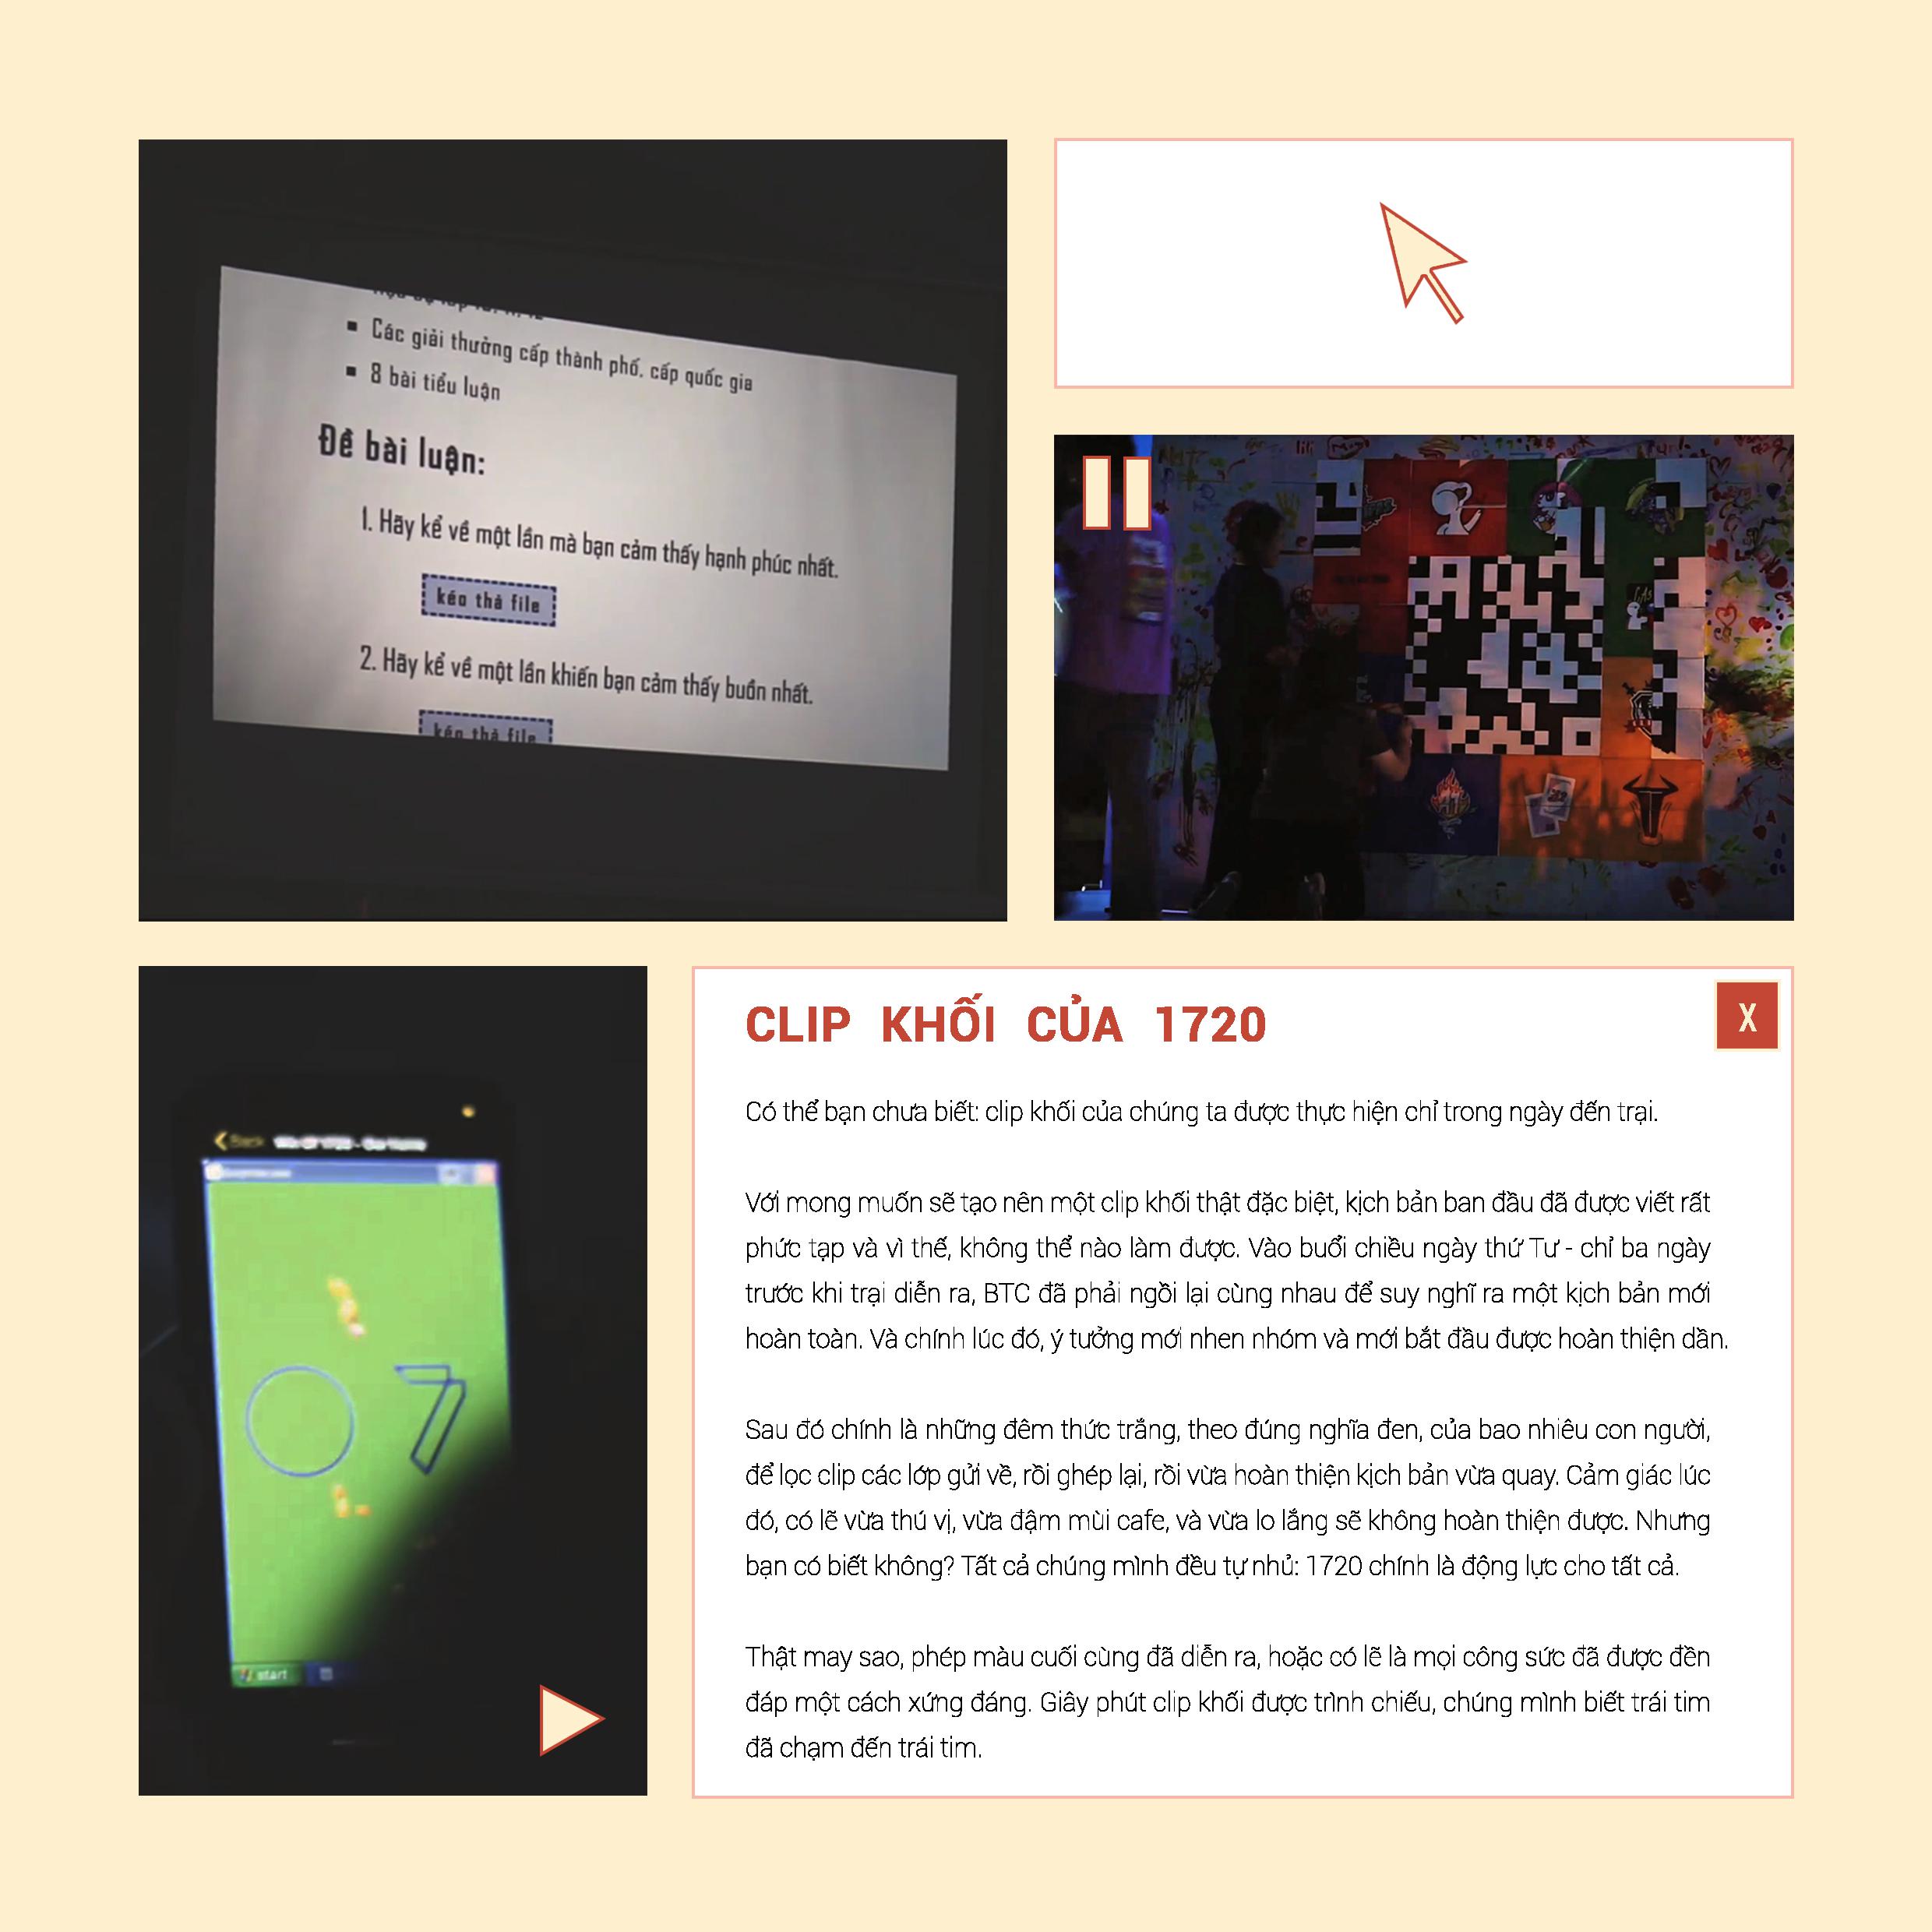 Các giải thưởng cấp thành phố, cấp quốc gia
8 bài tiểu luận
Đề bài luận:
1. Hãy kể về một lần mà bạn cảm thấy hạnh phúc nhất.
kéo thả file
2. Hãy kể về một lần khiến bạn cảm thấy buồn nhất.
kéo thả file
Back
07
start
CLIP KHỐI CỦA 1720
X
Có thể bạn chưa biết: clip khối của chúng ta được thực hiện chỉ trong ngày đến trại.
Với mong muốn sẽ tạo nên một clip khối thật đặc biệt, kịch bản ban đầu đã được viết rất
phức tạp và vì thế, không thể nào làm được. Vào buổi chiều ngày thứ Tư - chỉ ba ngày
trước khi trại diễn ra, BTC đã phải ngồi lại cùng nhau để suy nghĩ ra một kịch bản mới
hoàn toàn. Và chính lúc đó, ý tưởng mới nhen nhóm và mới bắt đầu được hoàn thiện dần.
Sau đó chính là những đêm thức trắng, theo đúng nghĩa đen, của bao nhiêu con người,
để lọc clip các lớp gửi về, rồi ghép lại, rồi vừa hoàn thiện kịch bản vừa quay. Cảm giác lúc
đó, có lẽ vừa thú vị, vừa đậm mùi cafe, và vừa lo lắng sẽ không hoàn thiện được. Nhưng
bạn có biết không? Tất cả chúng mình đều tự nhủ: 1720 chính là động lực cho tất cả.
Thật may sao, phép màu cuối cùng đã diễn ra, hoặc có lẽ là mọi công sức đã được đền
đáp một cách xứng đáng. Giây phút clip khối được trình chiếu, chúng mình biết trái tim
đã chạm đến trái tim.